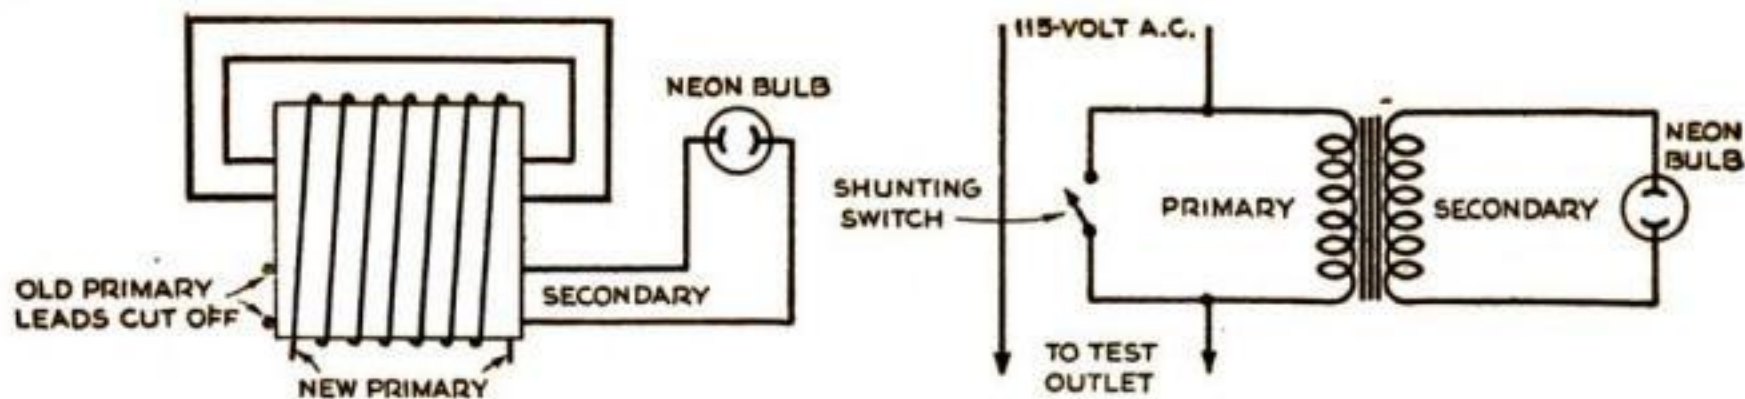 NEON BULB
OLD PRIMARY
LEADS CUT OFF
SECONDARY
NEW PRIMARY
115-VOLT A.C.
SHUNTING
SWITCH
PRIMARY
SECONDARY
NEON
BULB
TO TEST
OUTLET